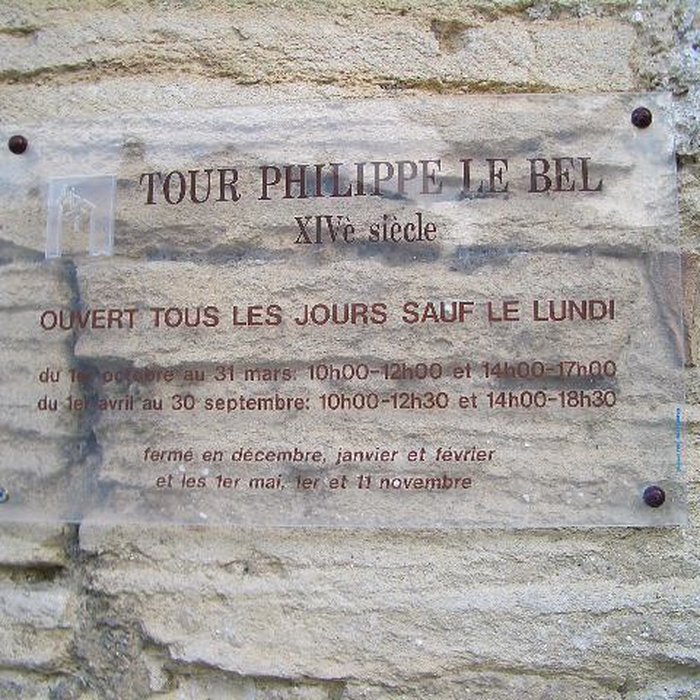 TOUR PHILIPPE LE BEL
XIVè siècle
OUVERT TOUS LES JOURS SAUF LE LUNDI
du 1er octobre au 31 mars: 10h00-12h00 et 14h00-17h00
du 1er avril au 30 septembre: 10h00-12h30 et 14h00-18h30
fermé en décembre, janvier et février
et les 1er mai, 1er et 11 novembre